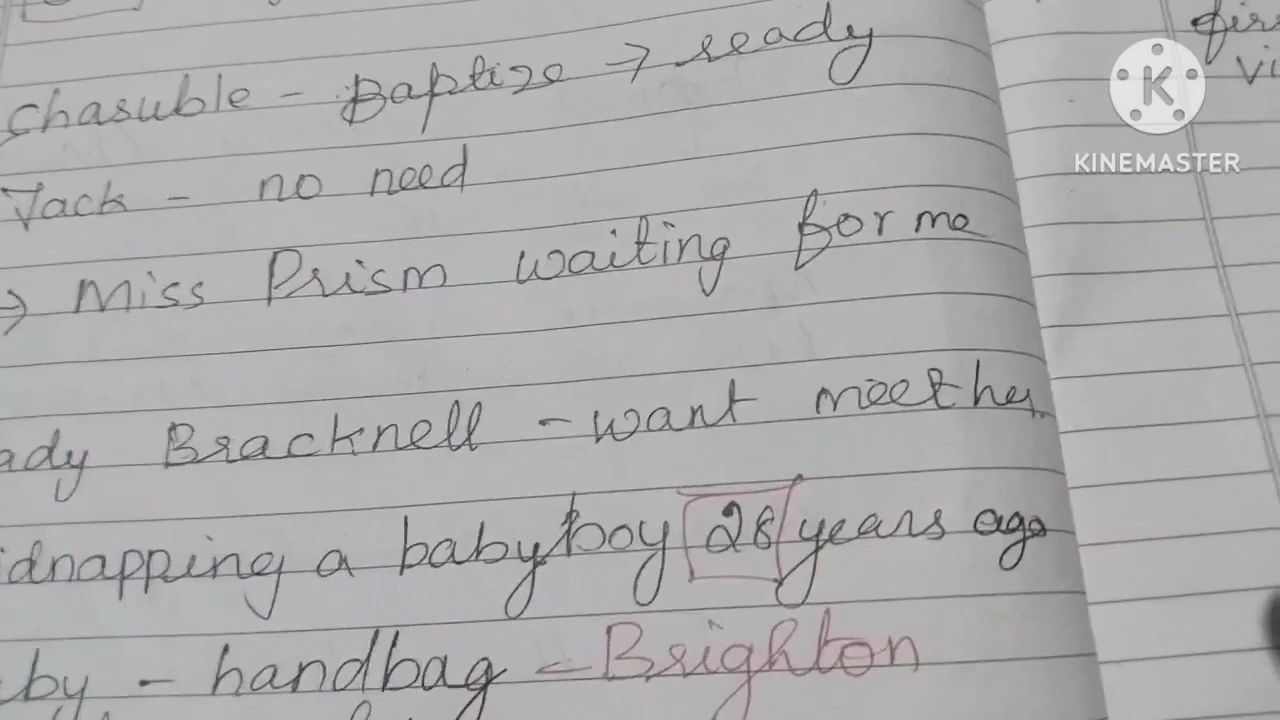 Chasuble - Baptize → ready
Jack - no need
→ Miss Prism waiting for me
ady Bracknell - want meet her
idnapping a baby boy 28 years ago
by - handbag - Brighton
KINEMASTER